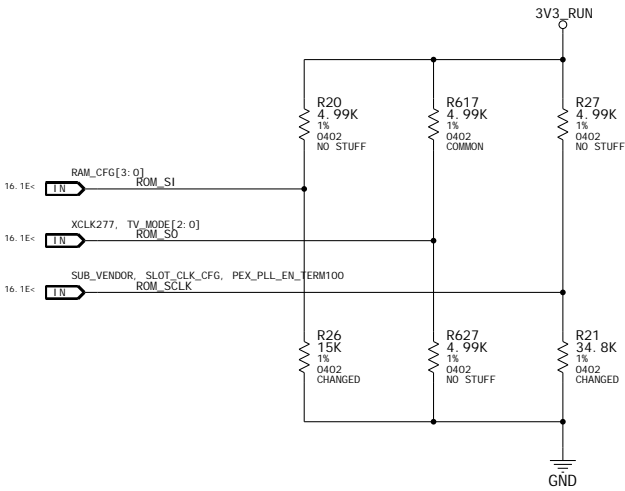 3V3_RUN
R20
4.99K
1%
0402
NO STUFF
R617
4.99K
1%
0402
COMMON
R27
4.99K
1%
0402
NO STUFF
RAM_CFG[3:0]
16.1E<
IN
ROM_SI
XCLK277, TV_MODE[2:0]
16.1E<
IN
ROM_SO
SUB_VENDOR, SLOT_CLK_CFG, PEX_PLL_EN_TERM100
16.1E<
IN
ROM_SCLK
R26
15K
1%
0402
CHANGED
R627
4.99K
1%
0402
NO STUFF
R21
34.8K
1%
0402
CHANGED
GND